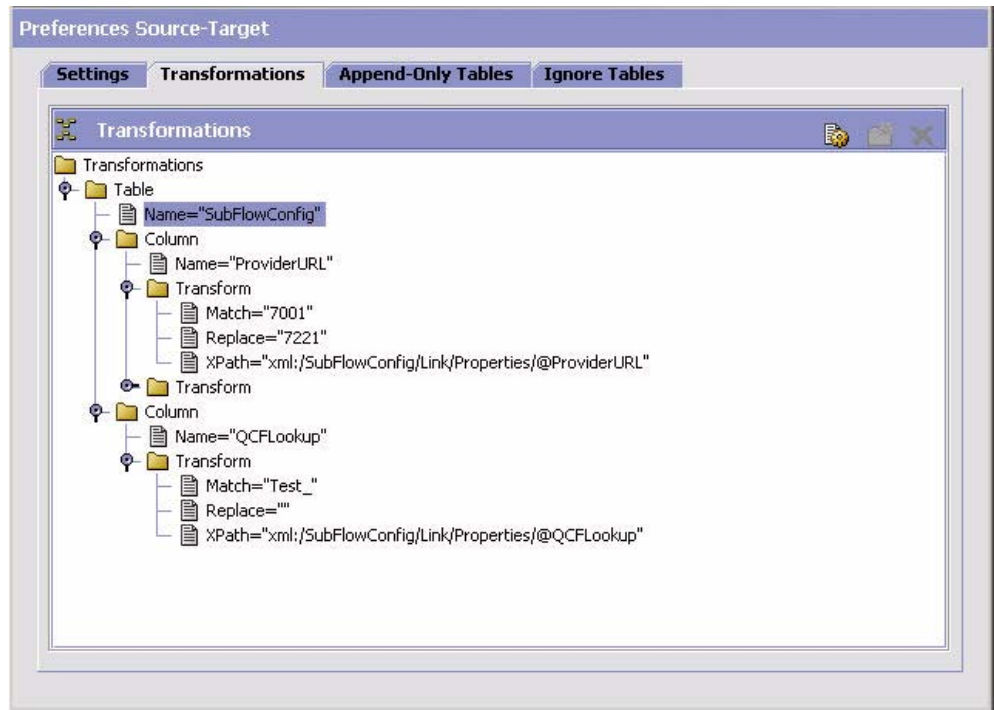 Preferences Source-Target
Settings Transformations Append-Only Tables Ignore Tables
Transformations
Transformations
Table
Name="SubFlowConfig"
Column
Name="ProviderURL"
Transform
Match="7001"
Replace="7221"
XPath="xml:/SubFlowConfig/Link/Properties/@ProviderURL"
Transform
Column
Name="QCFLookup"
Transform
Match="Test_"
Replace=""
XPath="xml:/SubFlowConfig/Link/Properties/@QCFLookup"